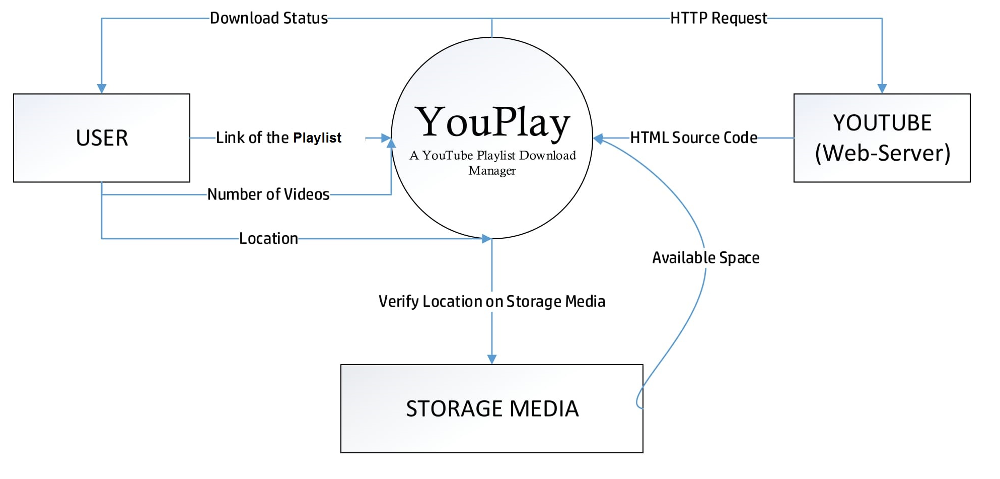 Download Status
HTTP Request
YouPlay
A YouTube Playlist Download
Manager
USER
Link of the Playlist
HTML Source Code
YOUTUBE
(Web-Server)
Number of Videos
Location
Available Space
Verify Location on Storage Media
STORAGE MEDIA